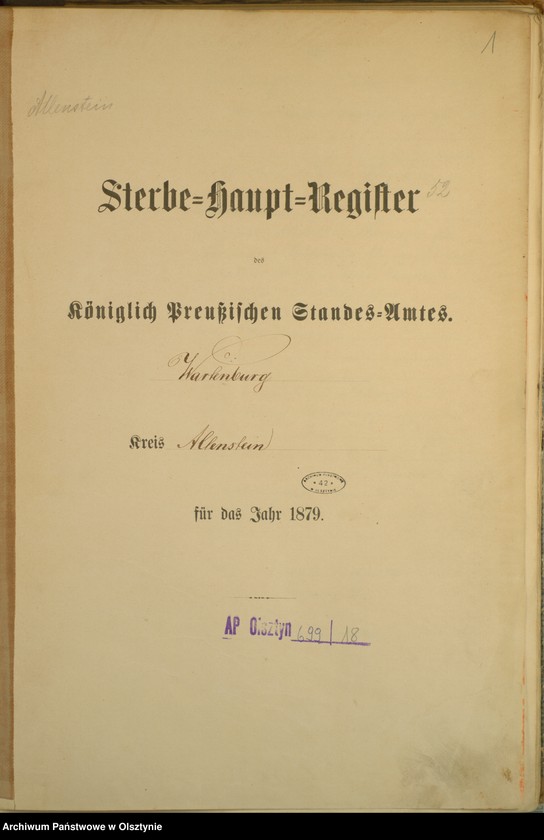 1
Allenstein
Sterbe=Haupt=Register 52
des
Königlich Preußischen Standes=Amtes.
Wartenburg
Kreis Allenstein
42
für das Jahr 1879.
AP Olsztyn 699/18
Archiwum Państwowe w Olsztynie